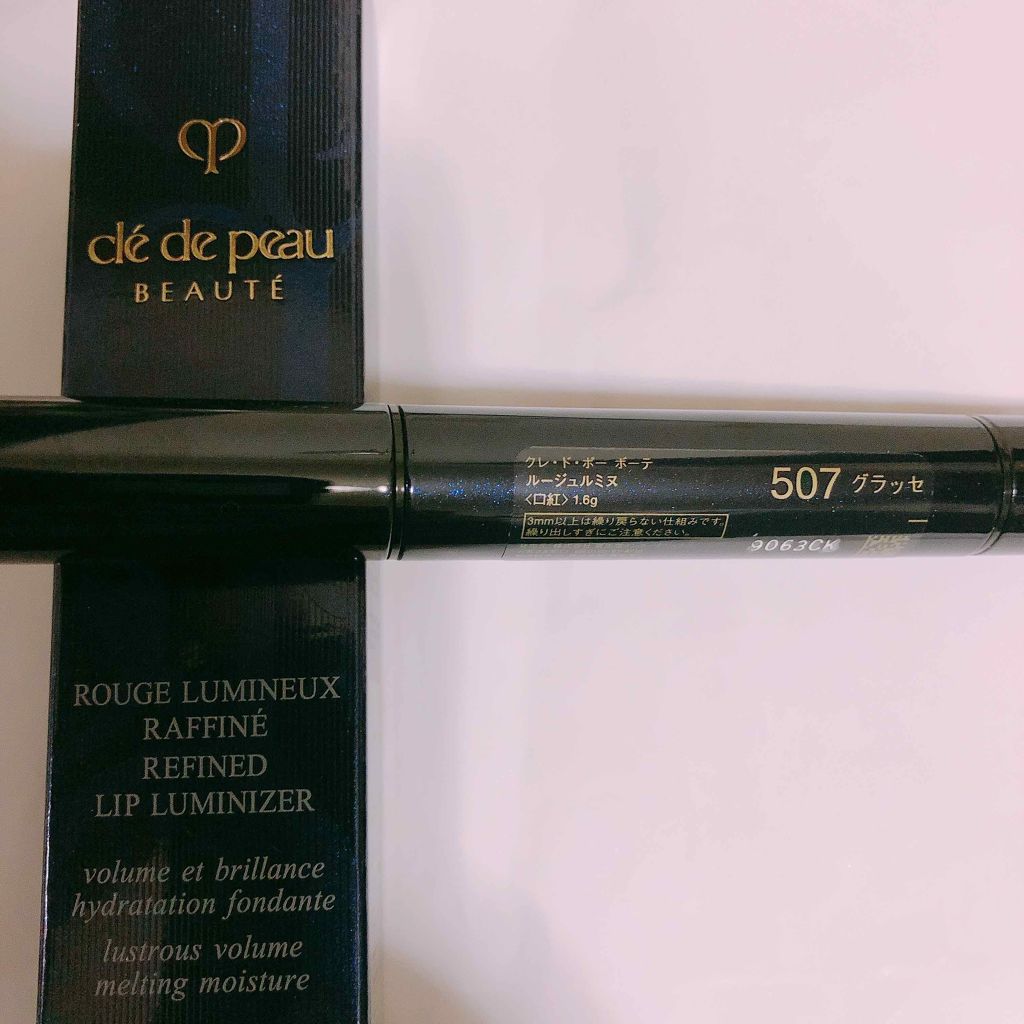 clé de peau
BEAUTÉ
クレ・ド・ポー ボーテ
ルージュルミヌ
<口紅> 1.6g
3mm以上は繰り戻らない仕組みです。
繰り出しすぎにご注意ください。
507 グラッセ
9063CK
ROUGE LUMINEUX
RAFFINÉ
REFINED
LIP LUMINIZER
volume et brillance
hydratation fondante
lustrous volume
melting moisture